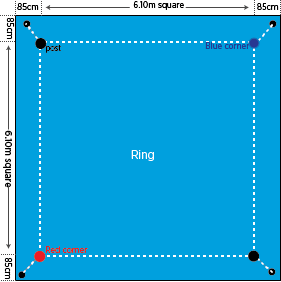 85cm
6.10m square
85cm
85cm
post
Blue corner
6.10m square
Ring
Red corner
85cm